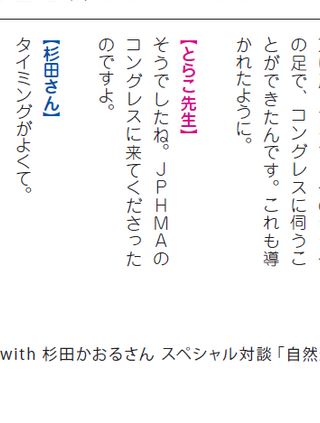 の足で、コングレスに伺うこ
とができたんです。これも導
かれたように。
【とらこ先生】
そうでしたね。JPHMAの
コングレスに来てくださった
のですよ。
【杉田さん】
タイミングがよくて。
with 杉田かおるさん スペシャル対談「自然